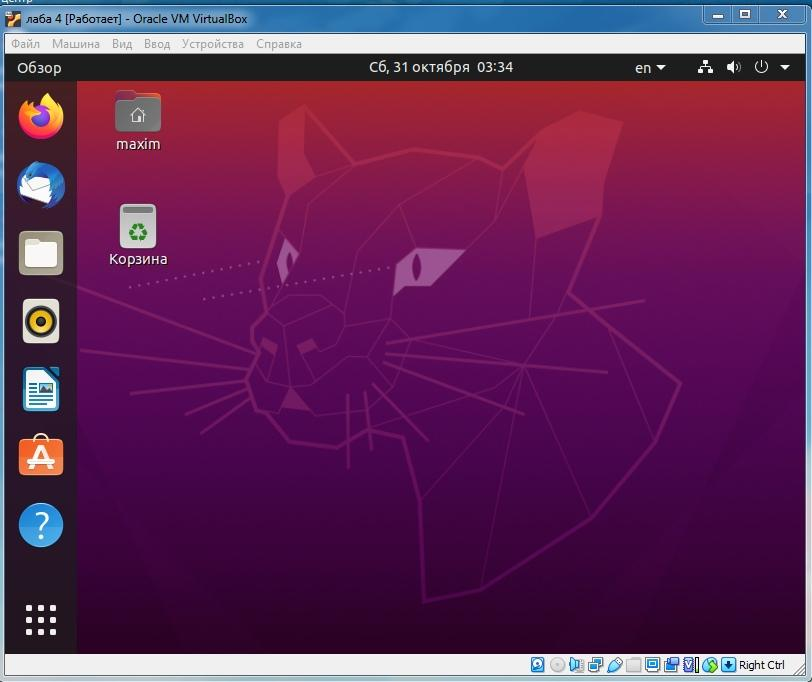 центр
лаба 4 [Работает] - Oracle VM VirtualBox
Файл Машина Вид Ввод Устройства Справка
Обзор Сб, 31 октября 03:34 en
maxim
Корзина
Right Ctrl